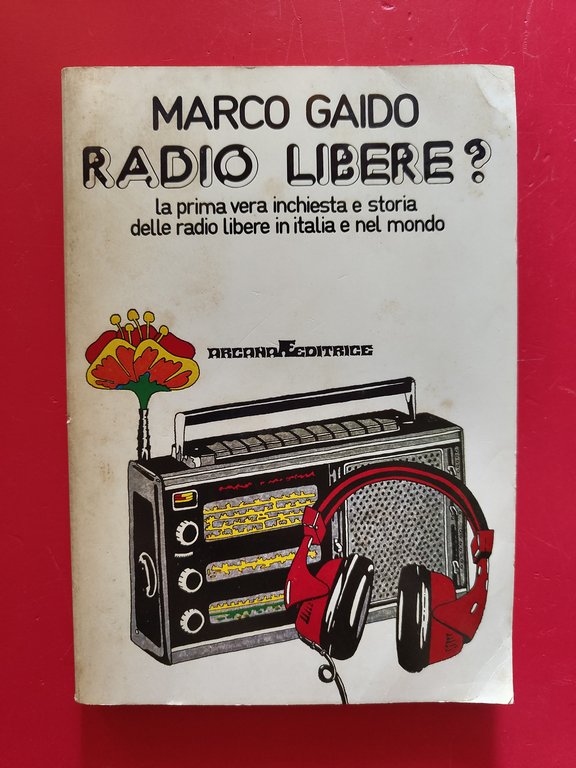 MARCO GAIDO
RADIO LIBERE?
la prima vera inchiesta e storia
delle radio libere in italia e nel mondo
ARCANA Æ EDITRICE